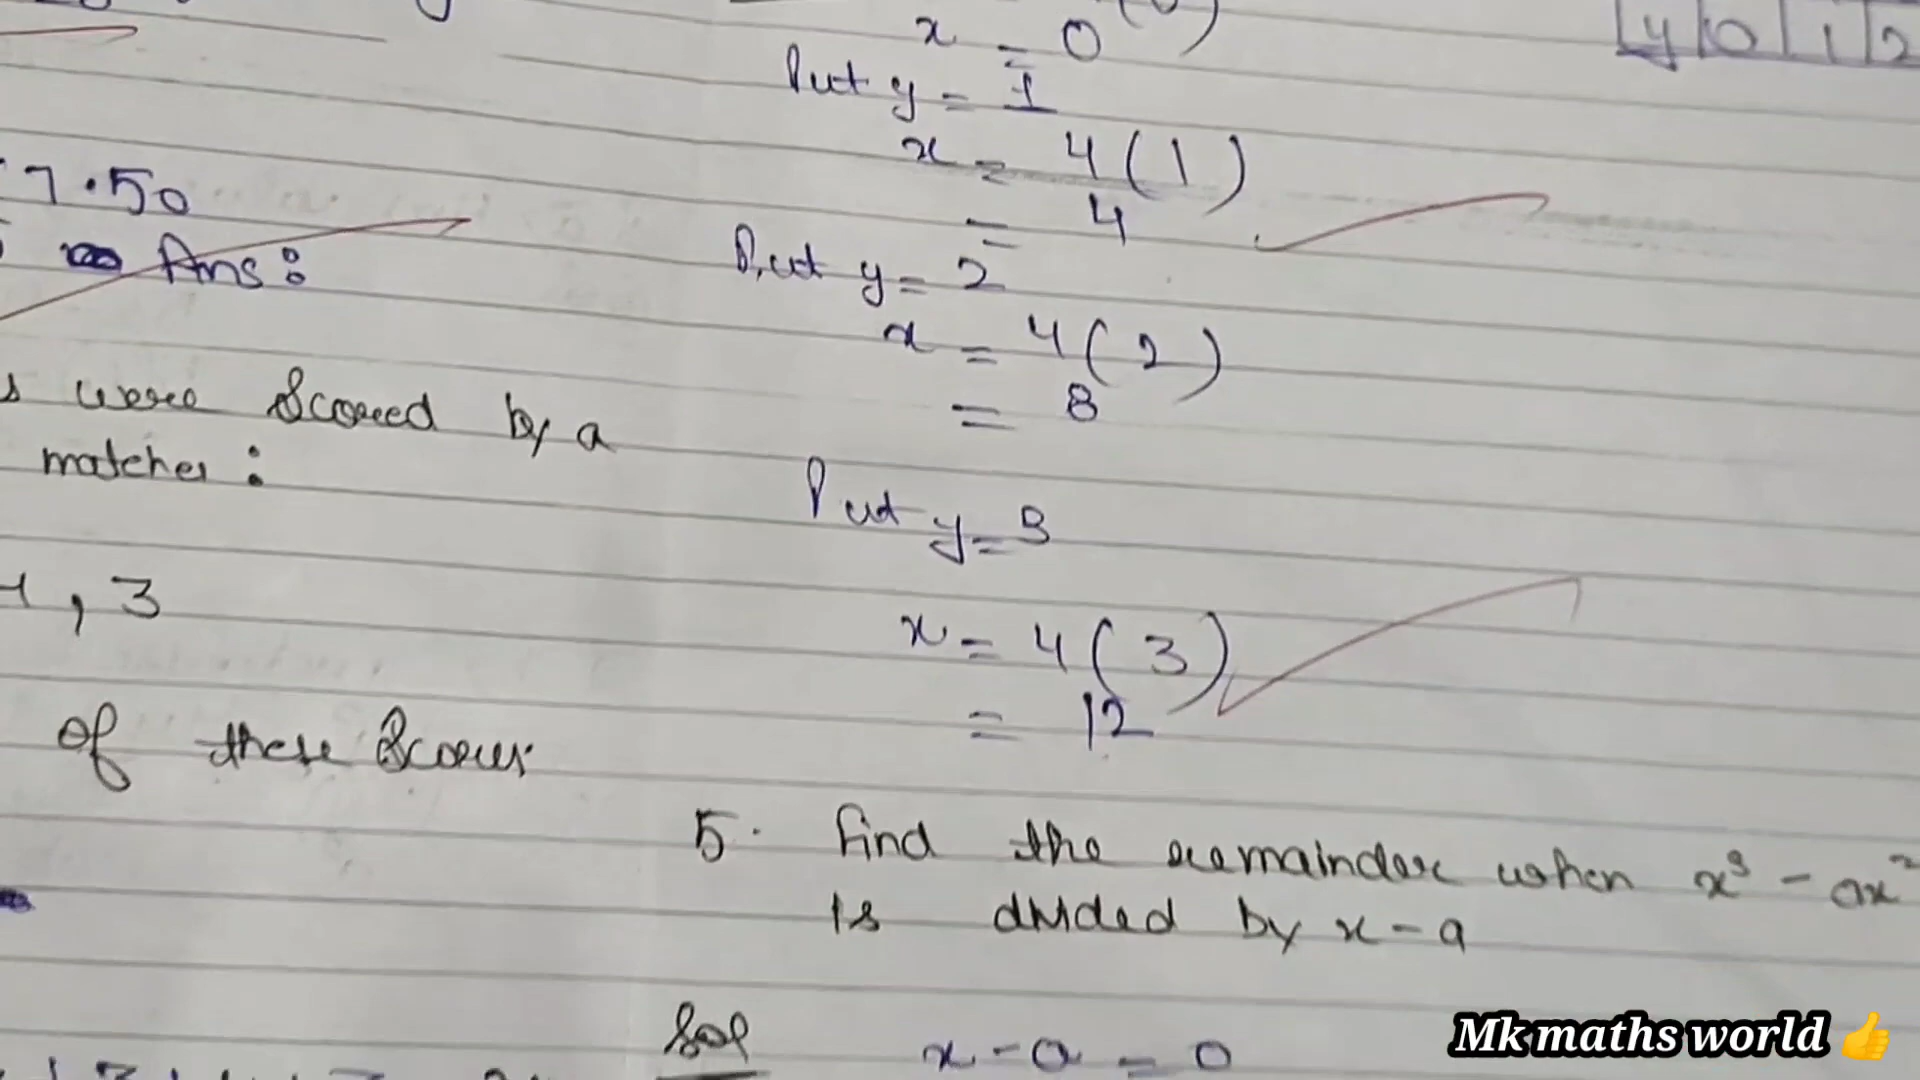 7.50
Ans:
were Scored by a
matches:
, 3
of these Scores.
x = 0
Put y = 1
x = 4(1)
= 4
Put y = 2
x = 4(2)
= 8
Put y = 3
x = 4(3)
= 12
5. Find the remainder when x³ - ax²
is divided by x - a
Sol
x - a = 0
y 0 1 2
Mk maths world 👍